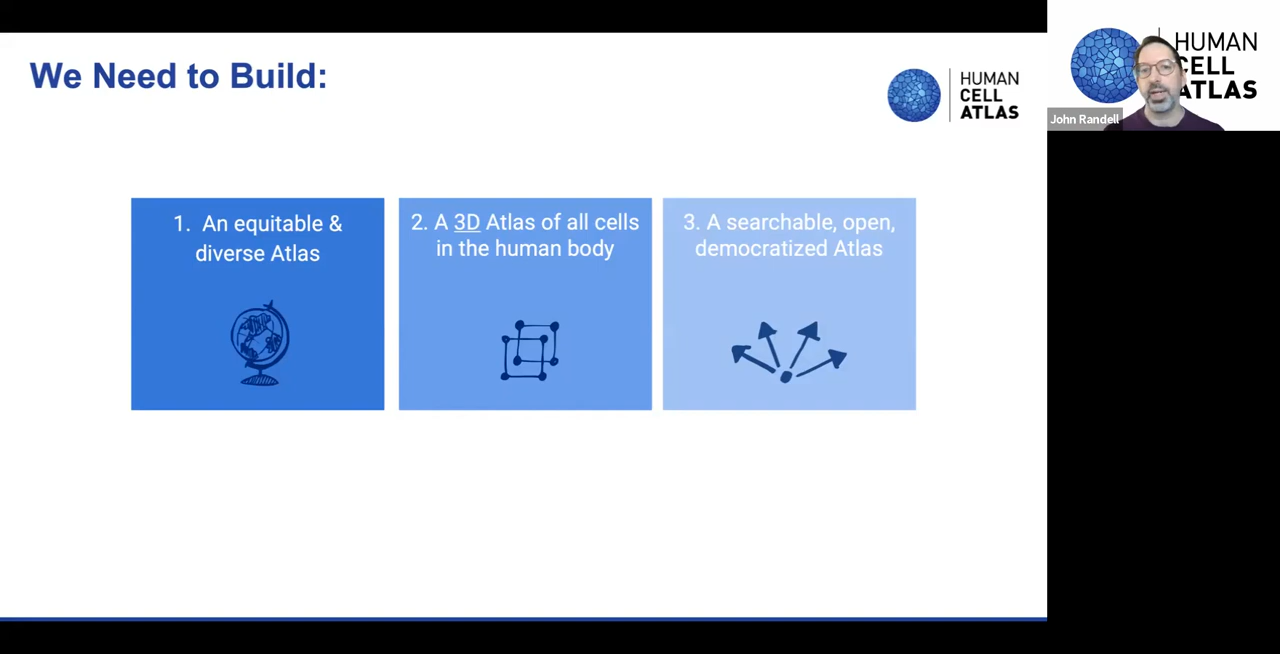 We Need to Build:
HUMAN
CELL
ATLAS
1. An equitable &
diverse Atlas
2. A 3D Atlas of all cells
in the human body
3. A searchable, open,
democratized Atlas
HUMAN
CELL
ATLAS
John Randell